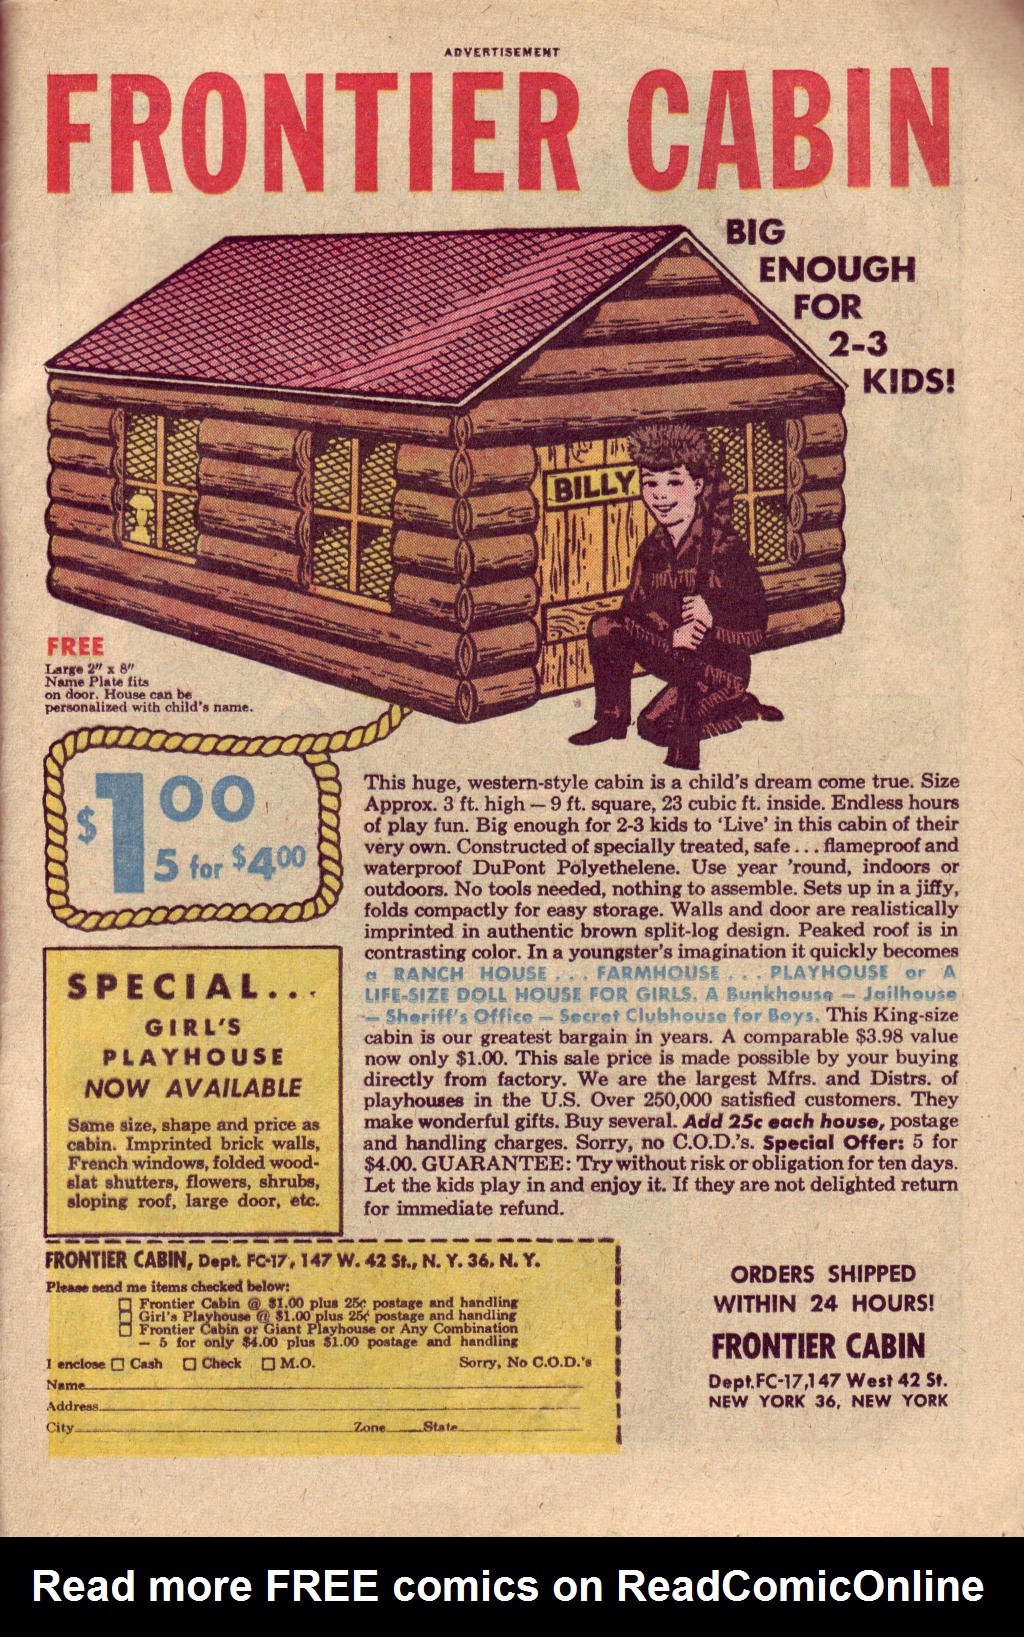 ADVERTISEMENT
FRONTIER CABIN
BIG
ENOUGH
FOR
2-3
KIDS!
BILLY
FREE
Large 2" x 8"
Name Plate fits
on door. House can be
personalized with child's name.
$1.00
5 for $4.00
This huge, western-style cabin is a child's dream come true. Size
Approx. 3 ft. high — 9 ft. square, 23 cubic ft. inside. Endless hours
of play fun. Big enough for 2-3 kids to 'Live' in this cabin of their
very own. Constructed of specially treated, safe . . . flameproof and
waterproof DuPont Polyethelene. Use year 'round, indoors or
outdoors. No tools needed, nothing to assemble. Sets up in a jiffy,
folds compactly for easy storage. Walls and door are realistically
imprinted in authentic brown split-log design. Peaked roof is in
contrasting color. In a youngster's imagination it quickly becomes
a RANCH HOUSE . . . FARMHOUSE . . . PLAYHOUSE or A
LIFE-SIZE DOLL HOUSE FOR GIRLS. A Bunkhouse — Jailhouse
— Sheriff's Office — Secret Clubhouse for Boys. This King-size
cabin is our greatest bargain in years. A comparable $3.98 value
now only $1.00. This sale price is made possible by your buying
directly from factory. We are the largest Mfrs. and Distrs. of
playhouses in the U.S. Over 250,000 satisfied customers. They
make wonderful gifts. Buy several. Add 25c each house, postage
and handling charges. Sorry, no C.O.D.'s. Special Offer: 5 for
$4.00. GUARANTEE: Try without risk or obligation for ten days.
Let the kids play in and enjoy it. If they are not delighted return
for immediate refund.
SPECIAL...
GIRL'S
PLAYHOUSE
NOW AVAILABLE
Same size, shape and price as
cabin. Imprinted brick walls,
French windows, folded wood-
slat shutters, flowers, shrubs,
sloping roof, large door, etc.
FRONTIER CABIN, Dept. FC-17, 147 W. 42 St., N. Y. 36, N. Y.
Please send me items checked below:
Frontier Cabin @ $1.00 plus 25¢ postage and handling
Girl's Playhouse @ $1.00 plus 25¢ postage and handling
Frontier Cabin or Giant Playhouse or Any Combination
— 5 for only $4.00 plus $1.00 postage and handling
I enclose Cash Check M.O. Sorry, No C.O.D.'s
Name
Address
City Zone State
ORDERS SHIPPED
WITHIN 24 HOURS!
FRONTIER CABIN
Dept.FC-17,147 West 42 St.
NEW YORK 36, NEW YORK
Read more FREE comics on ReadComicOnline